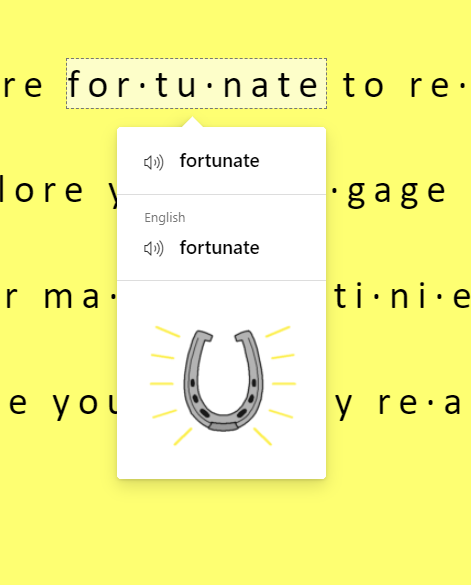 re for·tu·nate to re·
fortunate
lore ·gage
English
fortunate
r ma· ti·ni·e
e you y re·a